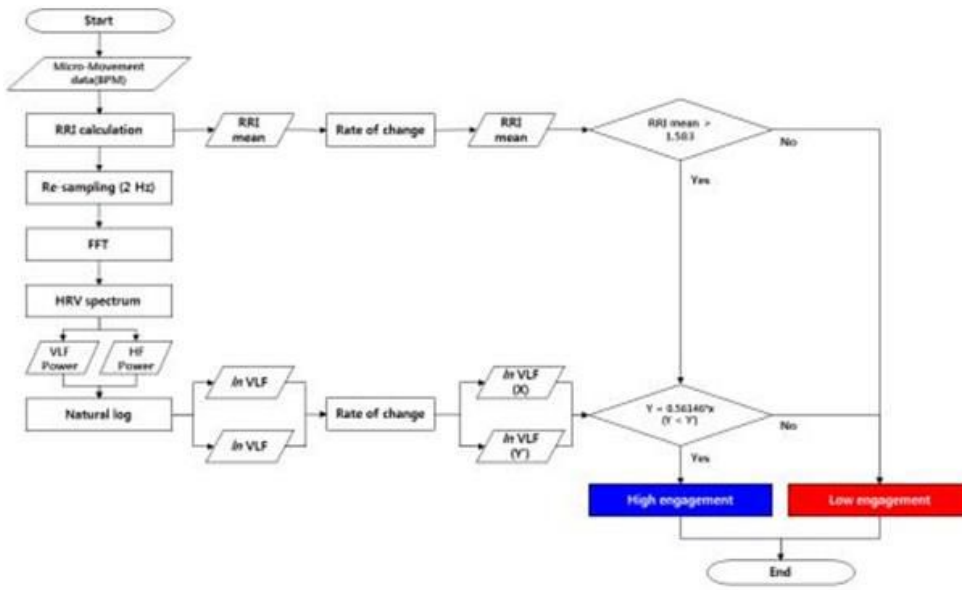 Start
Micro-Movement
data(BPM)
RRI calculation
RRI
mean
Rate of change
RRI
mean
RRI mean >
1.583
No
Yes
Re-sampling (2 Hz)
FFT
HRV spectrum
VLF
Power
HF
Power
Natural log
ln VLF
ln VLF
Rate of change
ln VLF
(X)
ln VLF
(Y')
Y = 0.56146*x
(Y < Y')
No
Yes
High engagement
Low engagement
End